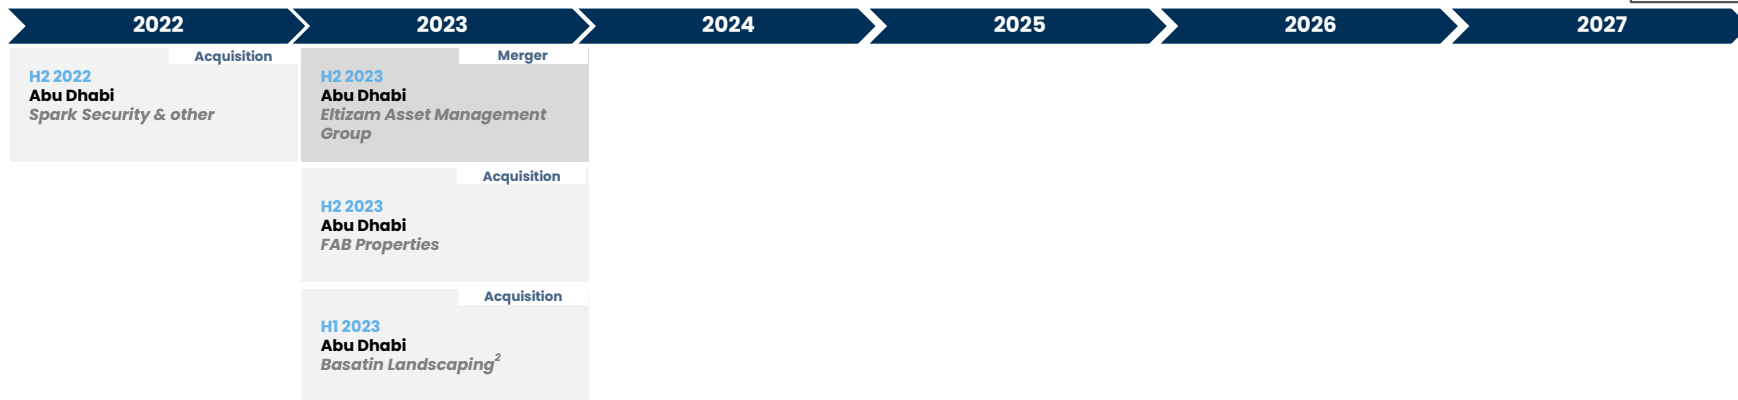 2022
2023
2024
2025
2026
2027
Acquisition
H2 2022
Abu Dhabi
Spark Security & other
Merger
H2 2023
Abu Dhabi
Eltizam Asset Management
Group
Acquisition
H2 2023
Abu Dhabi
FAB Properties
Acquisition
H1 2023
Abu Dhabi
Basatin Landscaping²